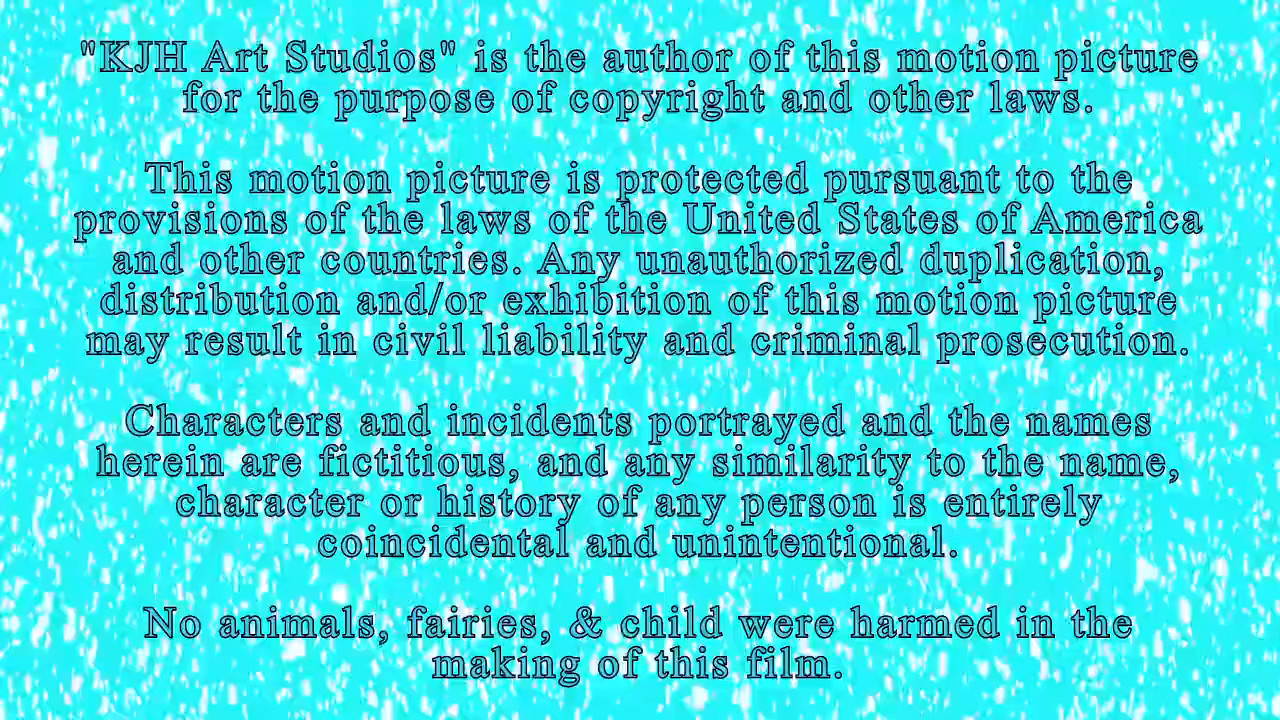 "KJH Art Studios" is the author of this motion picture
for the purpose of copyright and other laws.
This motion picture is protected pursuant to the
provisions of the laws of the United States of America
and other countries. Any unauthorized duplication,
distribution and/or exhibition of this motion picture
may result in civil liability and criminal prosecution.
Characters and incidents portrayed and the names
herein are fictitious, and any similarity to the name,
character or history of any person is entirely
coincidental and unintentional.
No animals, fairies, & child were harmed in the
making of this film.